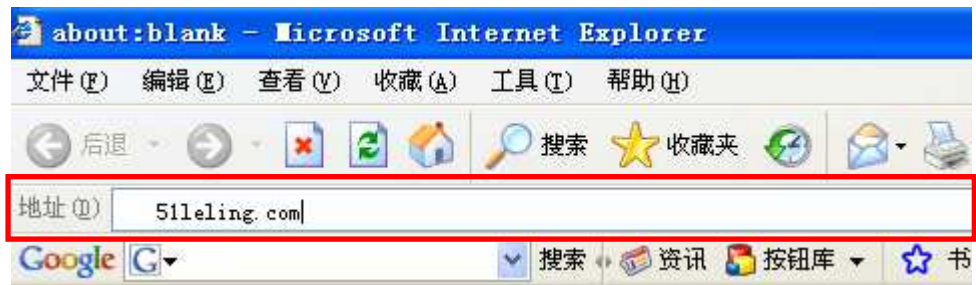 about:blank - Microsoft Internet Explorer
文件(F) 编辑(E) 查看(V) 收藏(A) 工具(T) 帮助(H)
后退 搜索 收藏夹
地址(D) 51leling.com
Google G 搜索 资讯 按钮库 书